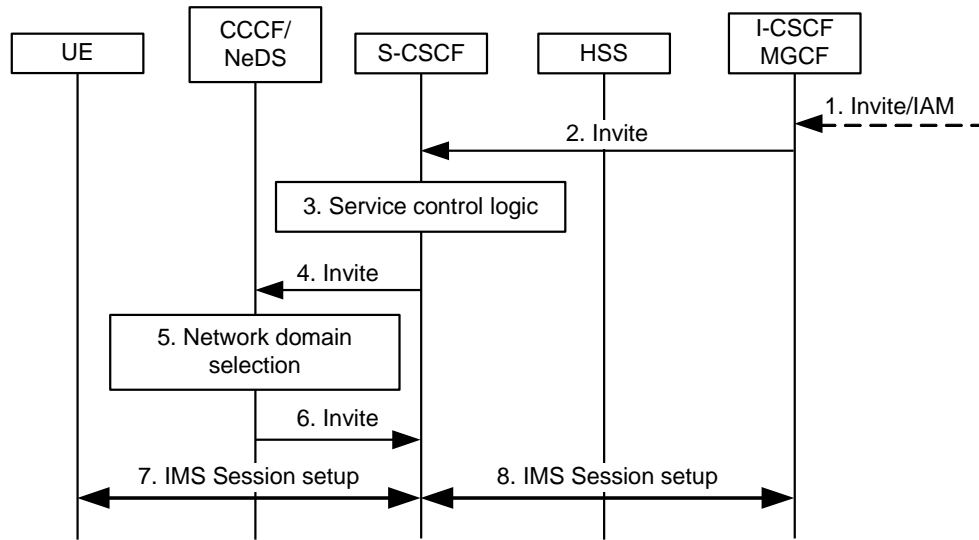 UE
CCCF/
NeDS
S-CSCF
HSS
I-CSCF
MGCF
1. Invite/IAM
2. Invite
3. Service control logic
4. Invite
5. Network domain
selection
6. Invite
7. IMS Session setup
8. IMS Session setup